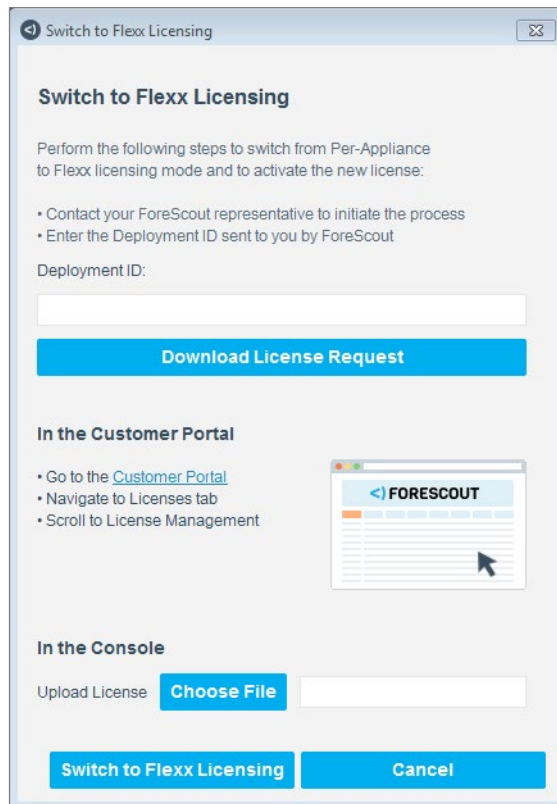 Switch to Flexx Licensing
Switch to Flexx Licensing
Perform the following steps to switch from Per-Appliance
to Flexx licensing mode and to activate the new license:
• Contact your ForeScout representative to initiate the process
• Enter the Deployment ID sent to you by ForeScout
Deployment ID:
Download License Request
In the Customer Portal
• Go to the Customer Portal
• Navigate to Licenses tab
• Scroll to License Management
<) FORESCOUT
In the Console
Upload License Choose File
Switch to Flexx Licensing Cancel